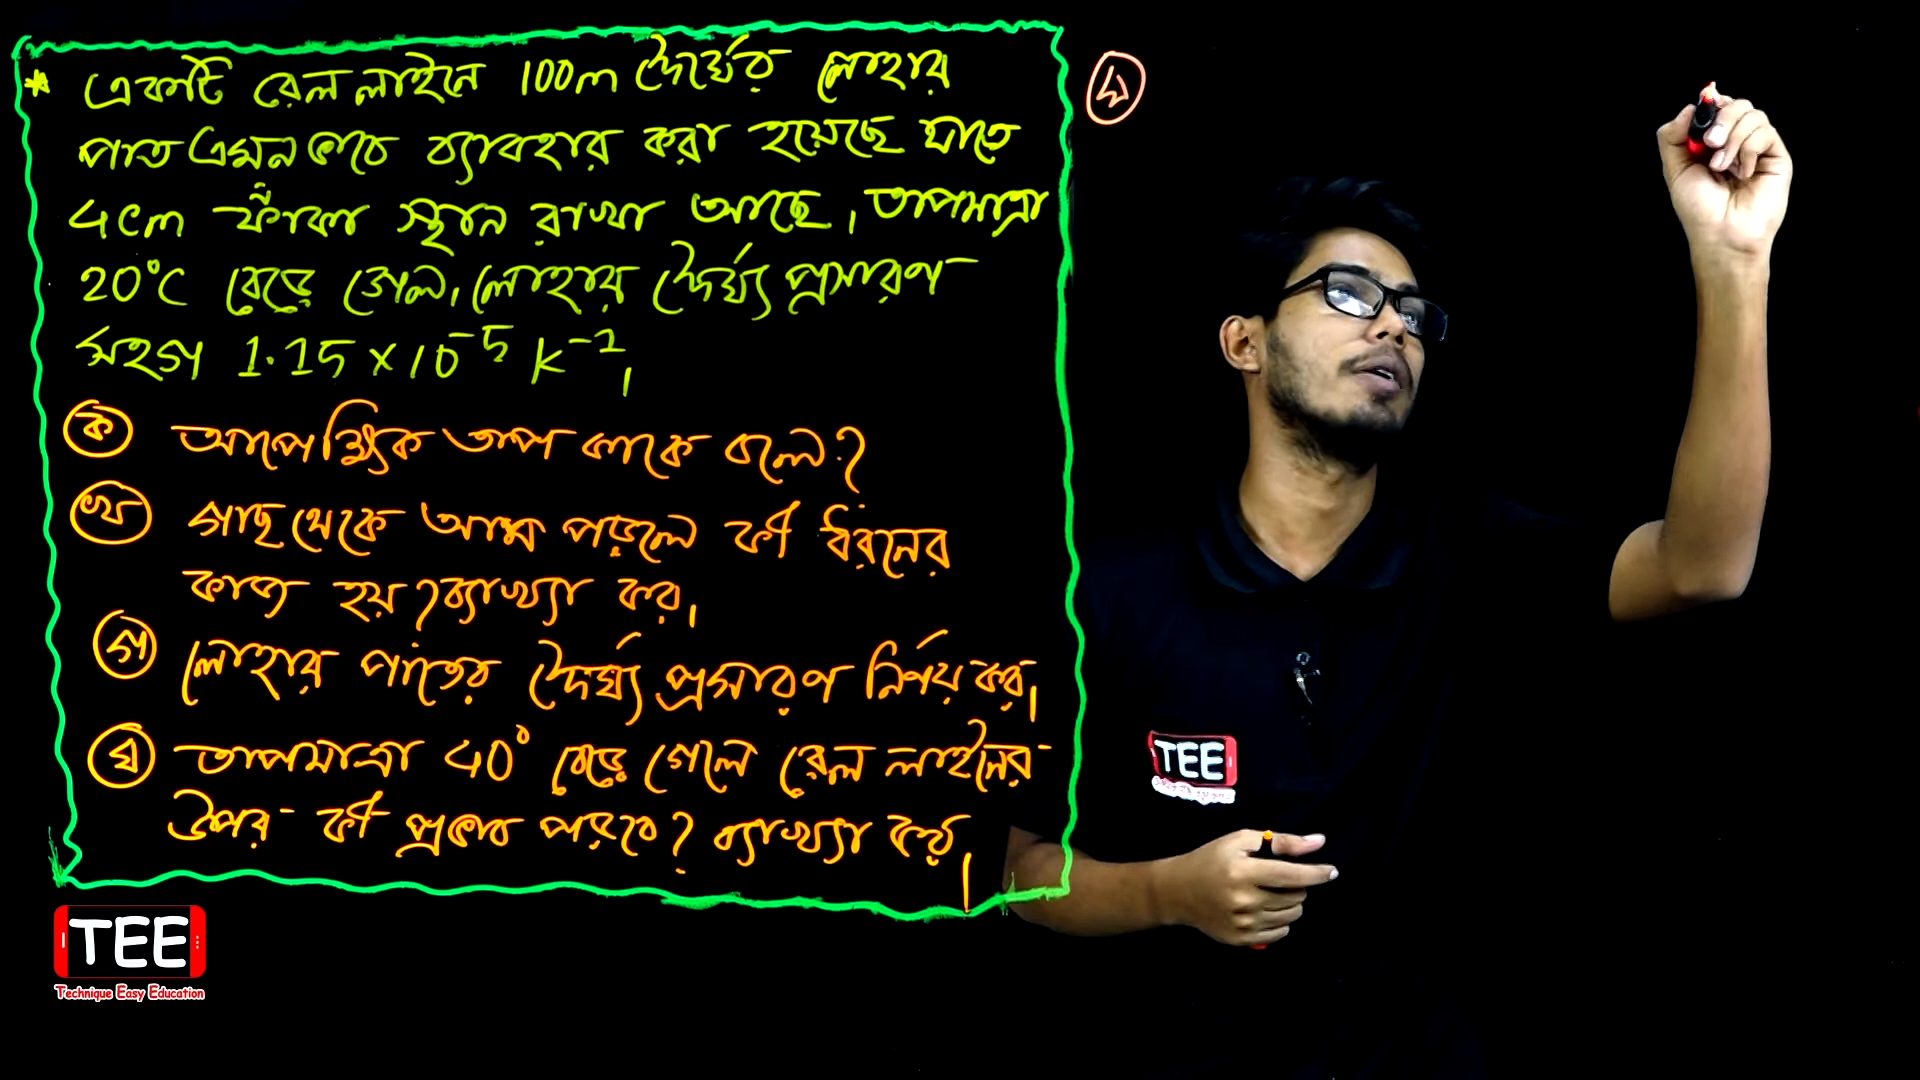 * একটি রেল লাইনে 100m দৈর্ঘ্যের লোহার
পাত এমন ভাবে ব্যাবহার করা হয়েছে যাতে
4cm ফাঁকা স্থান রাখা আছে, তাপমাত্রা
20°C বেড়ে গেল, লোহার দৈর্ঘ্য প্রসারণ
সহগ 1.15 x 10⁻⁵ k⁻¹,
ক আপেক্ষিক তাপ কাকে বলে?
খ গাছ থেকে আম পড়লে কী ধরনের
কাজ হয়? ব্যাখ্যা কর,
গ লোহার পাতের দৈর্ঘ্য প্রসারণ নির্ণয় কর,
ঘ তাপমাত্রা 40° বেড়ে গেলে রেল লাইনের
উপর কী প্রভাব পড়বে? ব্যাখ্যা কর,
TEE
Technique Easy Education
TEE